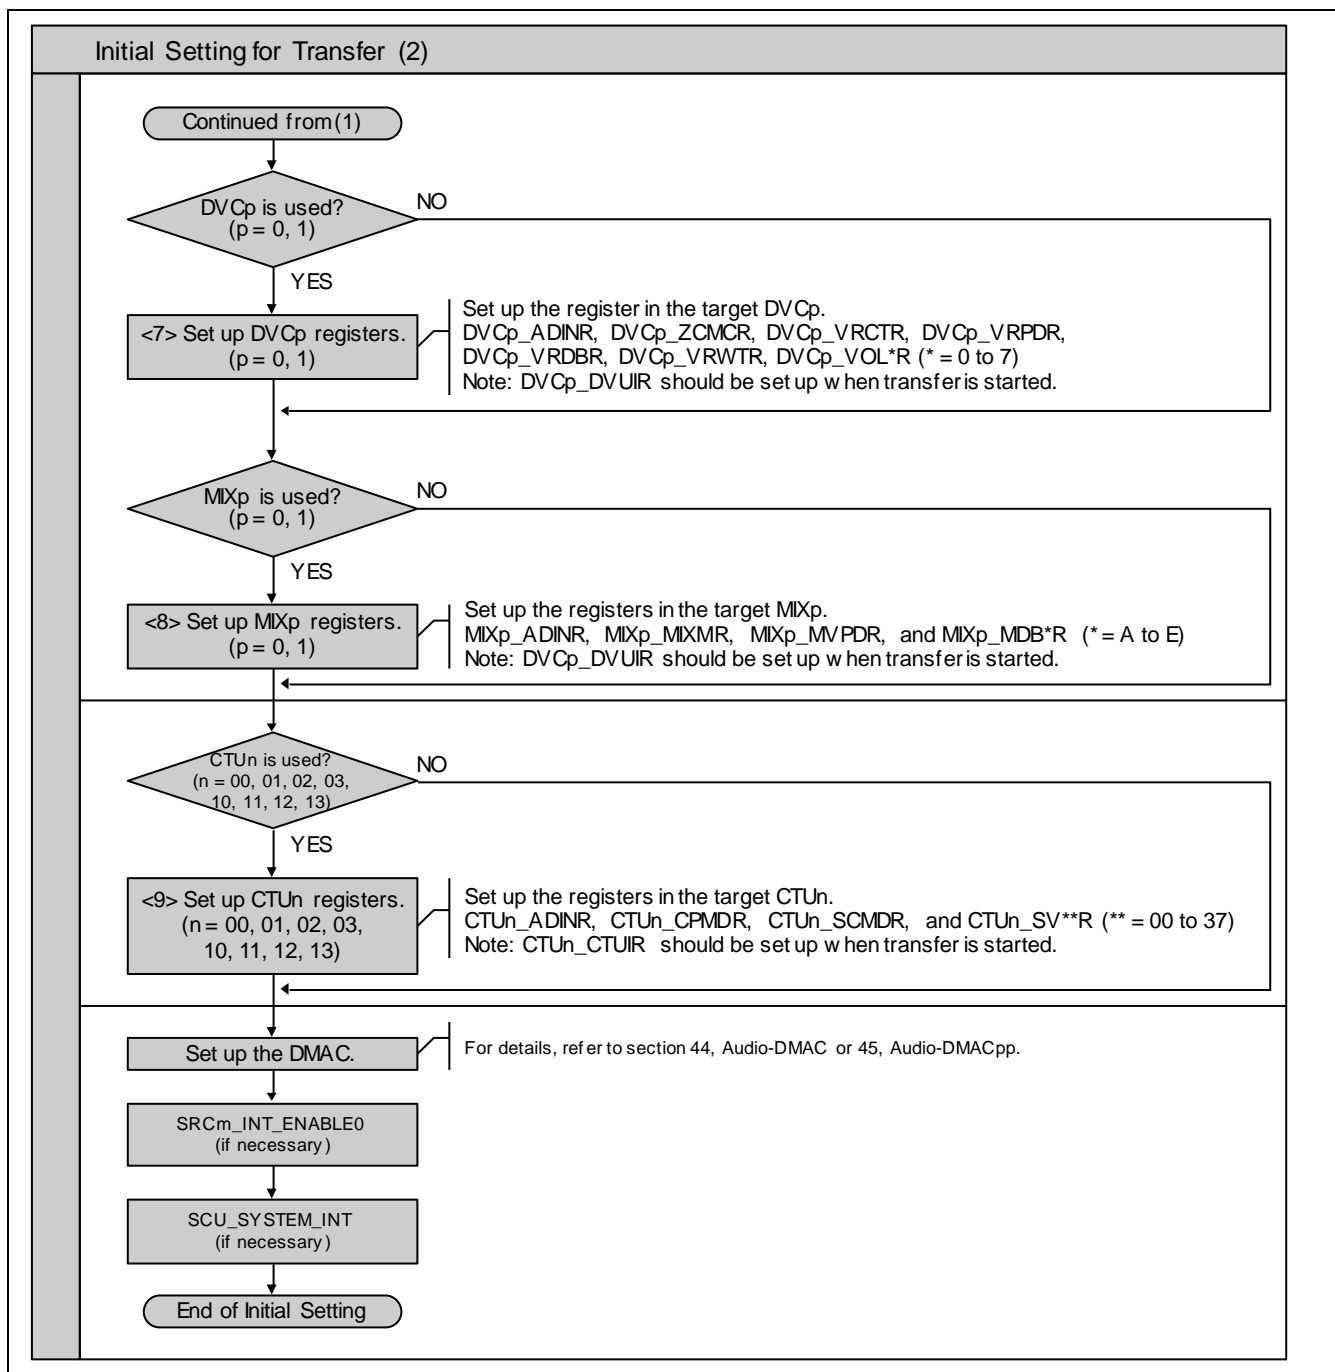 Initial Setting for Transfer (2)
Continued from (1)
DVCp is used?
(p = 0, 1)
NO
YES
<7> Set up DVCp registers.
(p = 0, 1)
Set up the register in the target DVCp.
DVCp_ADINR, DVCp_ZCMCR, DVCp_VRCTR, DVCp_VRPDR,
DVCp_VRDBR, DVCp_VRWTR, DVCp_VOL*R (* = 0 to 7)
Note: DVCp_DVUIR should be set up when transfer is started.
MIXp is used?
(p = 0, 1)
NO
YES
<8> Set up MIXp registers.
(p = 0, 1)
Set up the registers in the target MIXp.
MIXp_ADINR, MIXp_MIXMR, MIXp_MVPDR, and MIXp_MDB*R (* = A to E)
Note: DVCp_DVUIR should be set up when transfer is started.
CTUn is used?
(n = 00, 01, 02, 03,
10, 11, 12, 13)
NO
YES
<9> Set up CTUn registers.
(n = 00, 01, 02, 03,
10, 11, 12, 13)
Set up the registers in the target CTUn.
CTUn_ADINR, CTUn_CPMDR, CTUn_SCMDR, and CTUn_SV**R (** = 00 to 37)
Note: CTUn_CTUIR should be set up when transfer is started.
Set up the DMAC.
For details, refer to section 44, Audio-DMAC or 45, Audio-DMACpp.
SRCm_INT_ENABLE0
(if necessary)
SCU_SYSTEM_INT
(if necessary)
End of Initial Setting